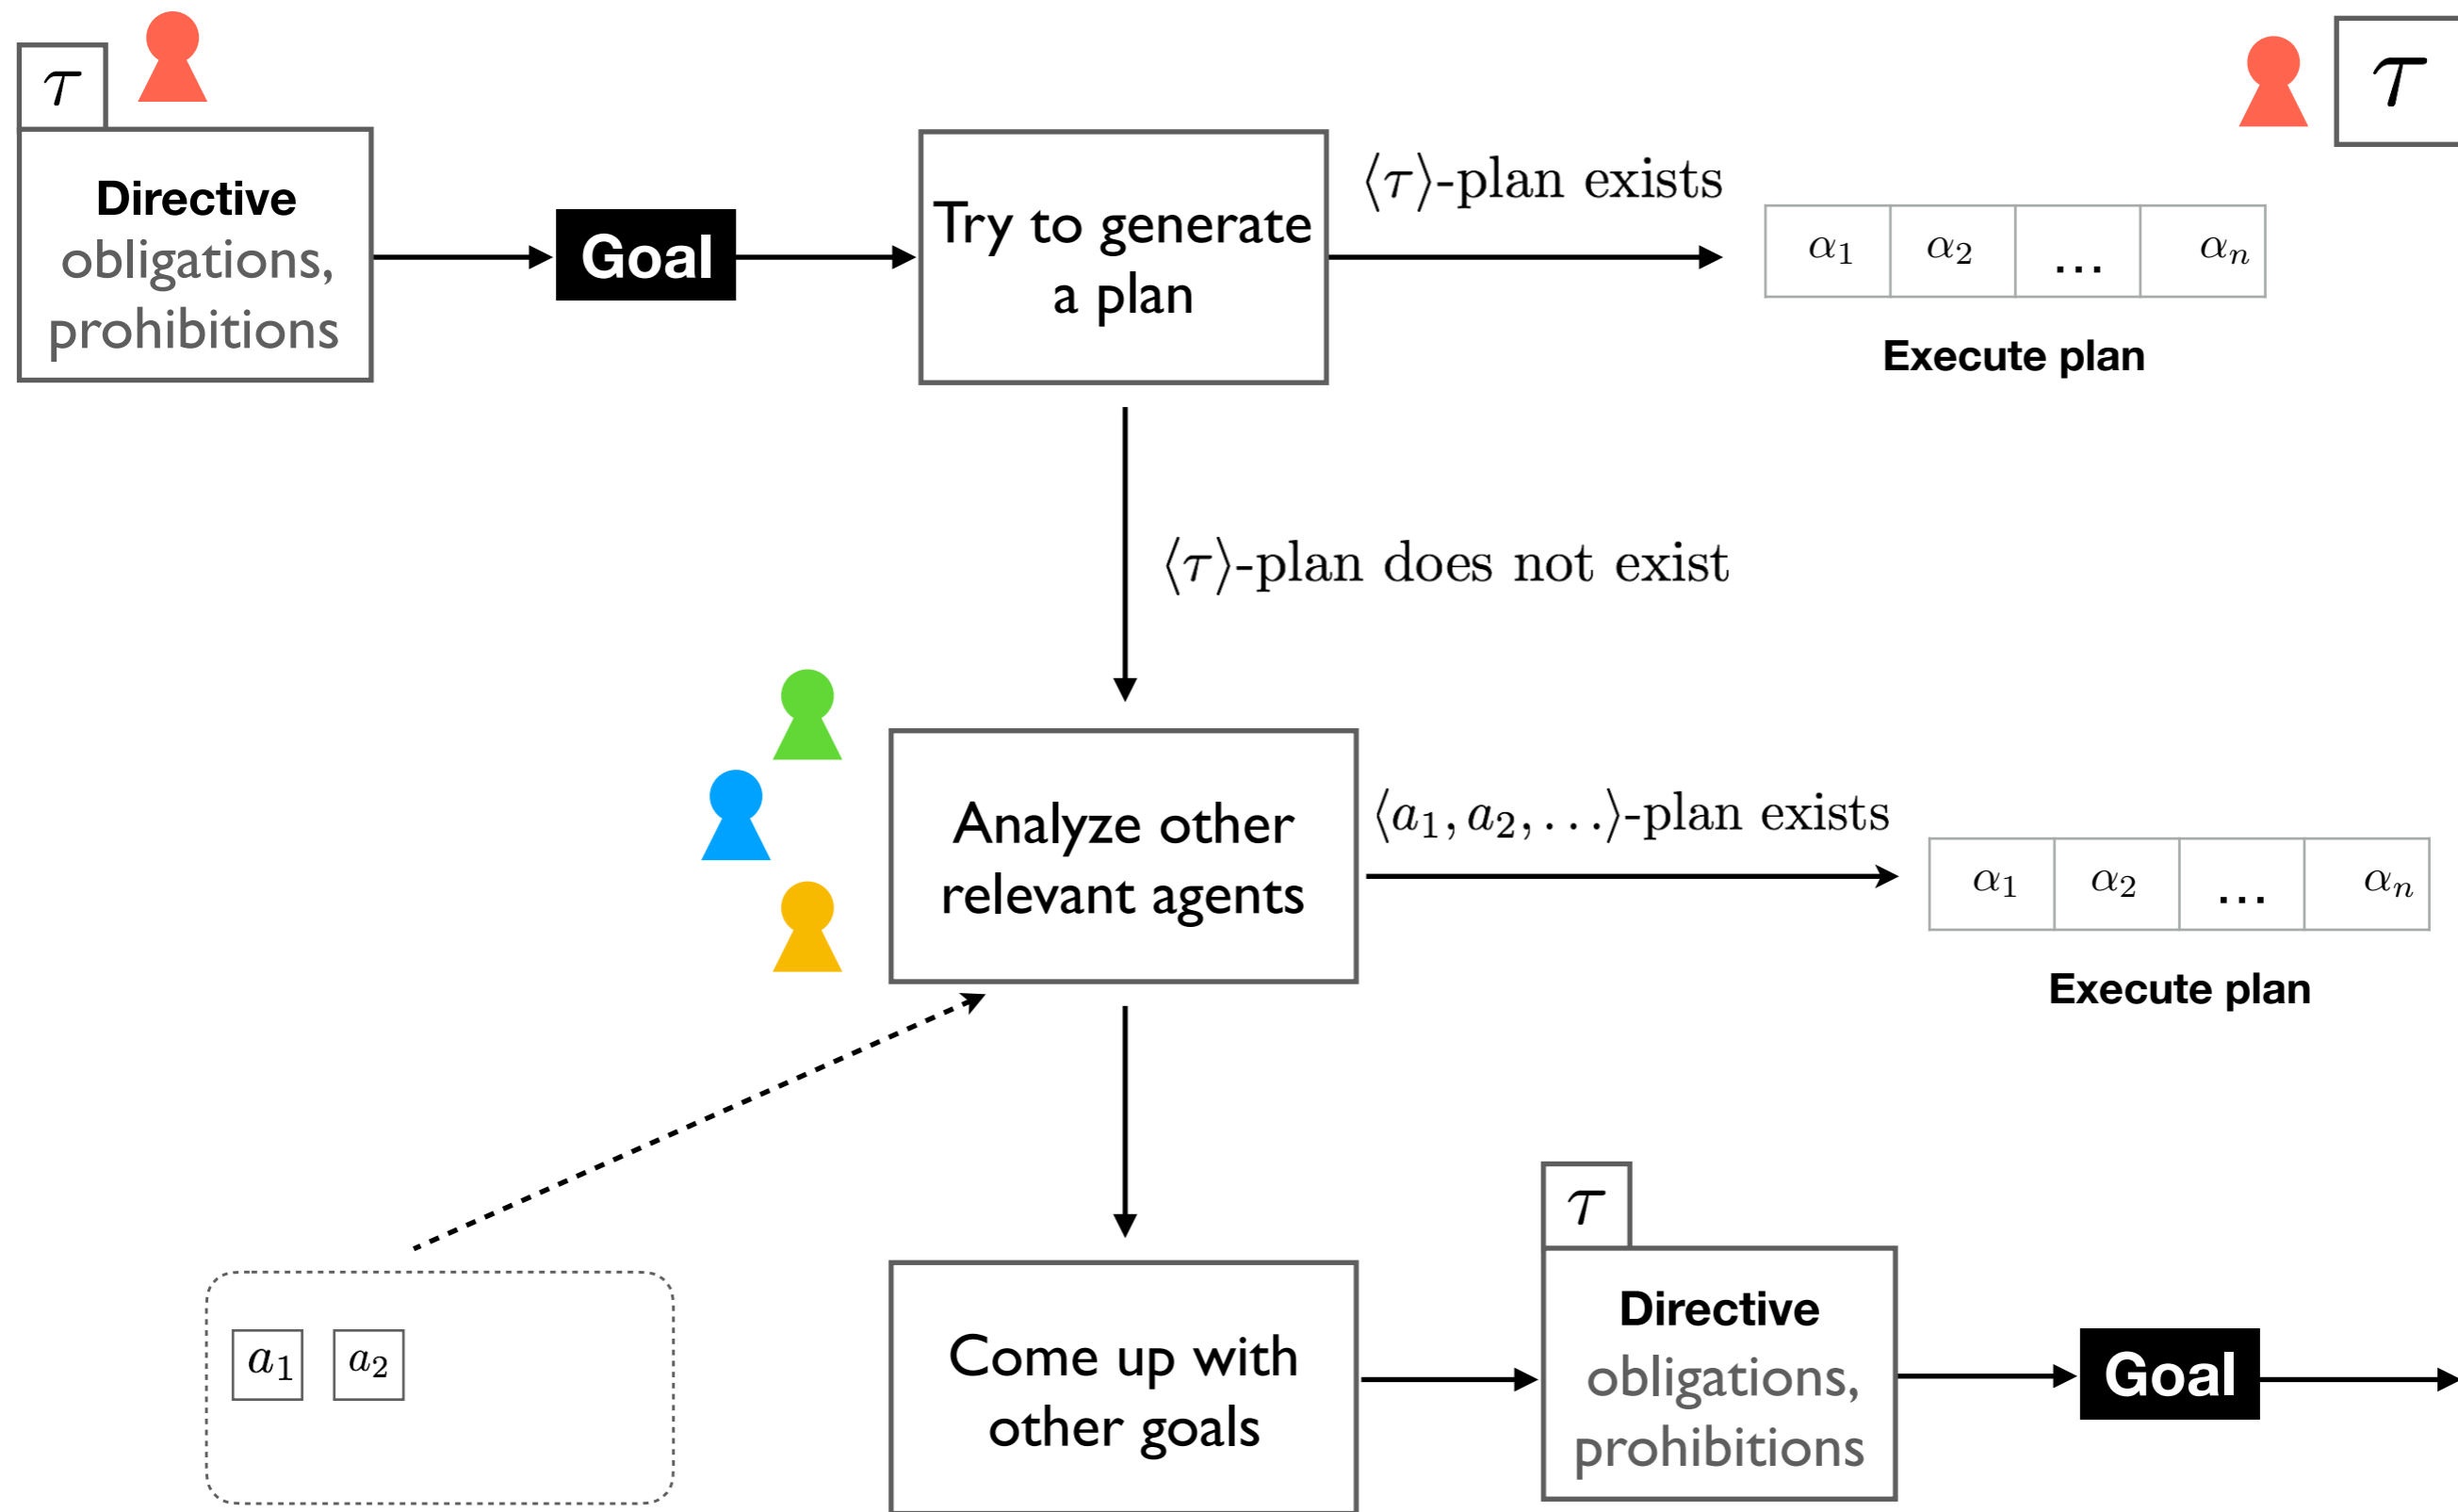 τ
τ
Directive
obligations,
prohibitions
Goal
Try to generate
a plan
⟨τ⟩-plan exists
α₁ α₂ ... αₙ
Execute plan
⟨τ⟩-plan does not exist
Analyze other
relevant agents
⟨a₁, a₂, . . .⟩-plan exists
α₁ α₂ ... αₙ
Execute plan
a₁ a₂
Come up with
other goals
τ
Directive
obligations,
prohibitions
Goal